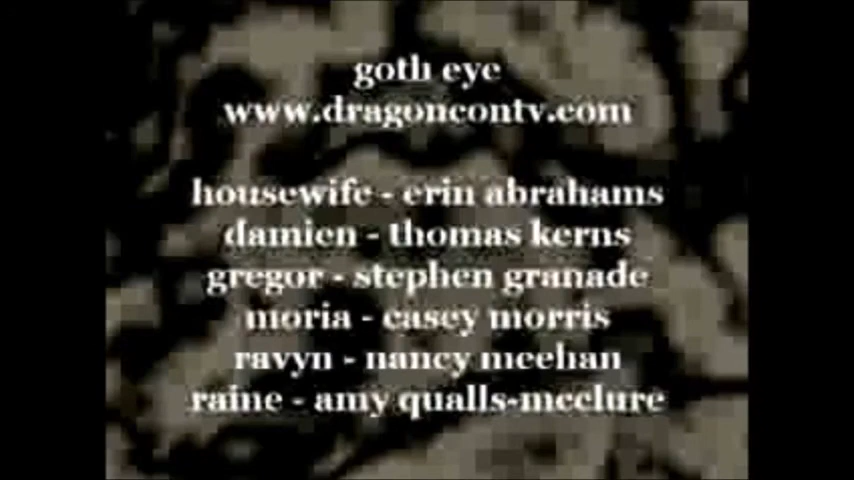 goth eye
www.dragoncontv.com
housewife - erin abrahams
damien - thomas kerns
gregor - stephen granade
moria - casey morris
ravyn - nancy meehan
raine - amy qualls-mcclure